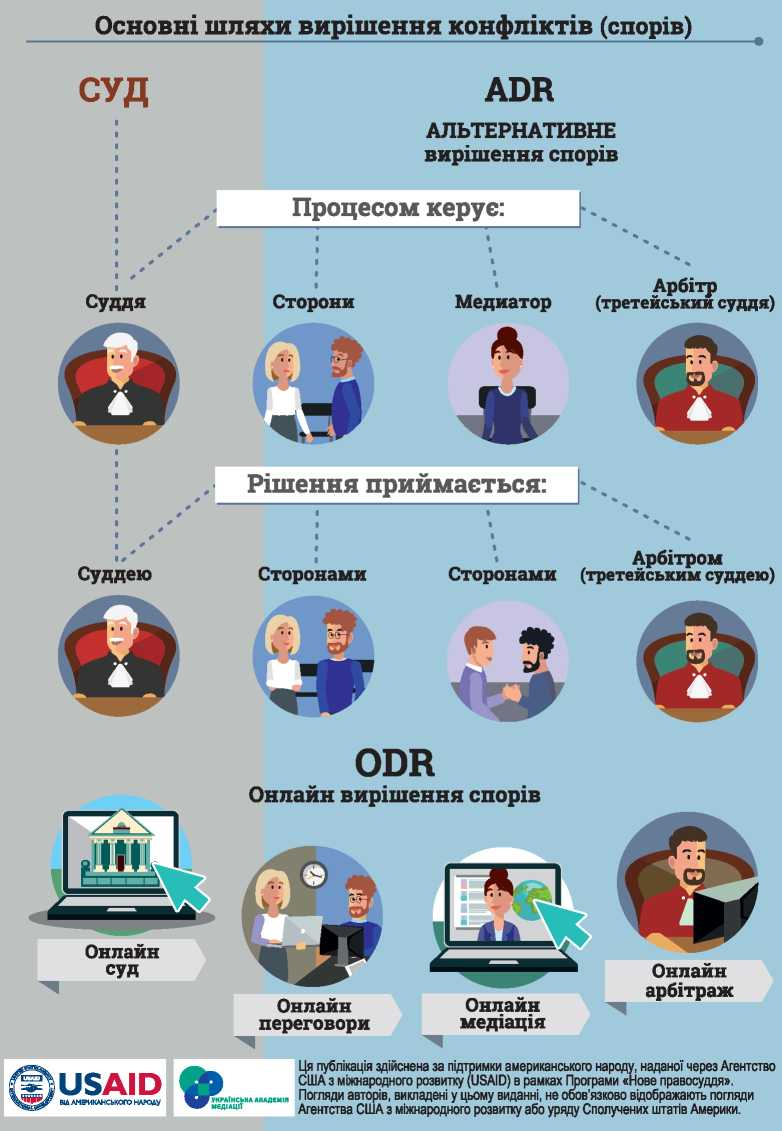 Основні шляхи вирішення конфліктів (спорів)
СУД
ADR
АЛЬТЕРНАТИВНЕ
вирішення спорів
Процесом керує:
Суддя
Сторони
Медиатор
Арбітр
(третейський суддя)
Рішення приймається:
Суддею
Сторонами
Сторонами
Арбітром
(третейським суддею)
ODR
Онлайн вирішення спорів
Онлайн
суд
Онлайн
переговори
Онлайн
медіація
Онлайн
арбітраж
USAID
ВІД АМЕРИКАНСЬКОГО НАРОДУ
УКРАЇНСЬКА АКАДЕМІЯ
МЕДІАЦІЇ
Ця публікація здійснена за підтримки американського народу, наданої через Агентство
США з міжнародного розвитку (USAID) в рамках Програми «Нове правосуддя».
Погляди авторів, викладені у цьому виданні, не обов'язково відображають погляди
Агентства США з міжнародного розвитку або уряду Сполучених штатів Америки.